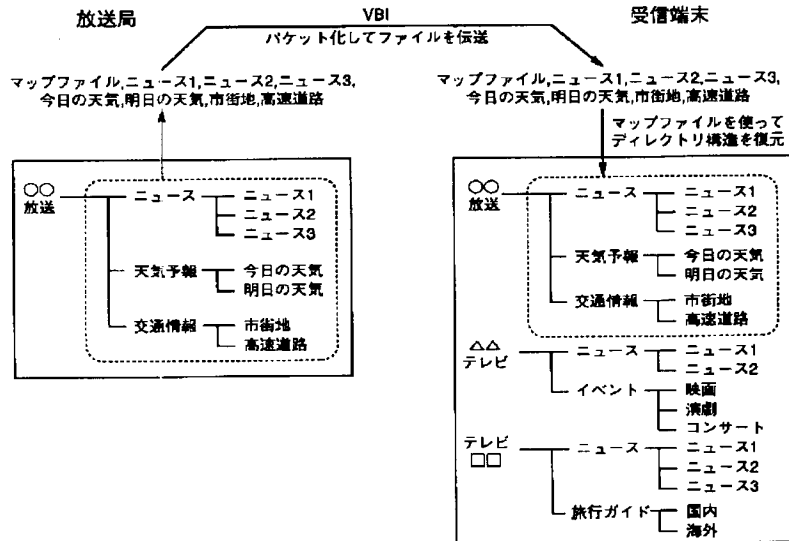 放送局
VBI
受信端末
パケット化してファイルを伝送
マップファイル,ニュース1,ニュース2,ニュース3,
今日の天気,明日の天気,市街地,高速道路
マップファイル,ニュース1,ニュース2,ニュース3,
今日の天気,明日の天気,市街地,高速道路
マップファイルを使って
ディレクトリ構造を復元
○○
放送
ニュース
ニュース1
ニュース2
ニュース3
天気予報
今日の天気
明日の天気
交通情報
市街地
高速道路
○○
放送
ニュース
ニュース1
ニュース2
ニュース3
天気予報
今日の天気
明日の天気
交通情報
市街地
高速道路
△△
テレビ
ニュース
ニュース1
ニュース2
イベント
映画
演劇
コンサート
テレビ
□□
ニュース
ニュース1
ニュース2
ニュース3
旅行ガイド
国内
海外